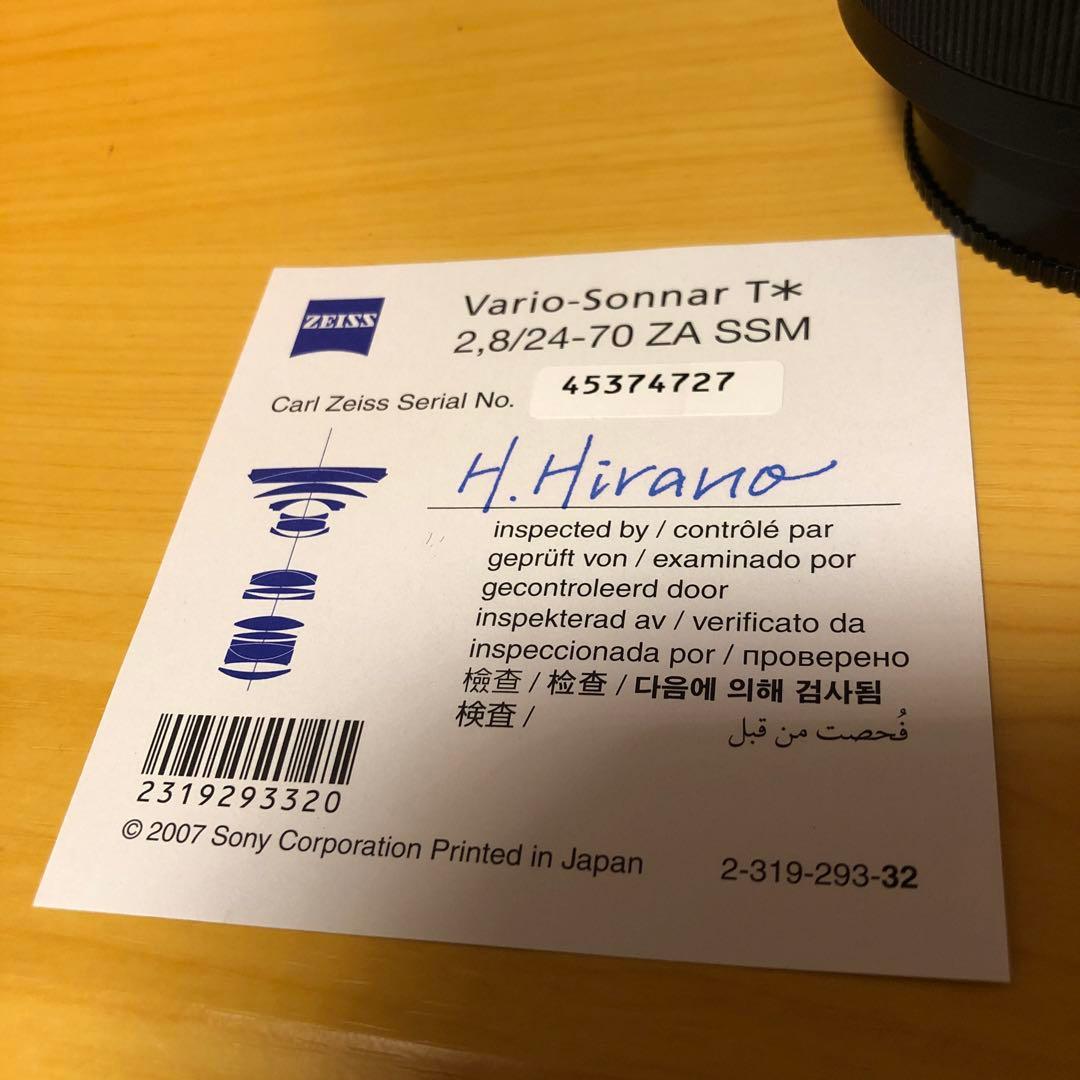 ZEISS
Vario-Sonnar T*
2,8/24-70 ZA SSM
Carl Zeiss Serial No. 45374727
H. Hirano
inspected by / contrôlé par
geprüft von / examinado por
gecontroleerd door
inspekterad av / verificato da
inspeccionada por / проверено
檢查 / 检查 / 다음에 의해 검사됨
検査 / فُحصت من قبل
2319293320
© 2007 Sony Corporation Printed in Japan 2-319-293-32